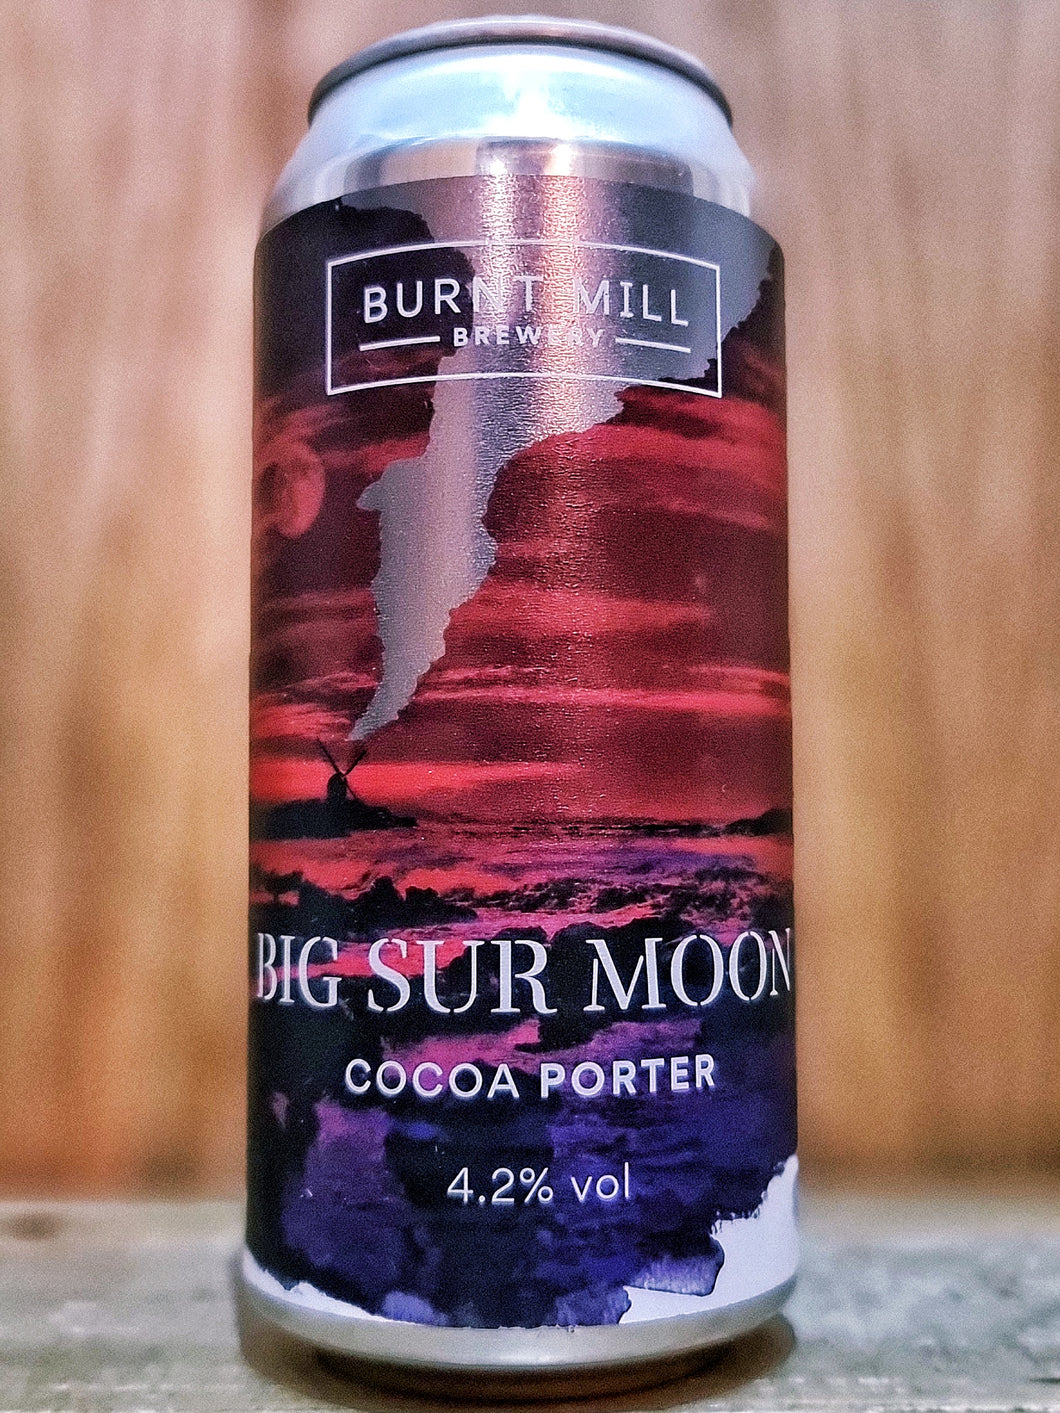 BURNT MILL
BREWERY
BIG SUR MOON
COCOA PORTER
4.2% vol